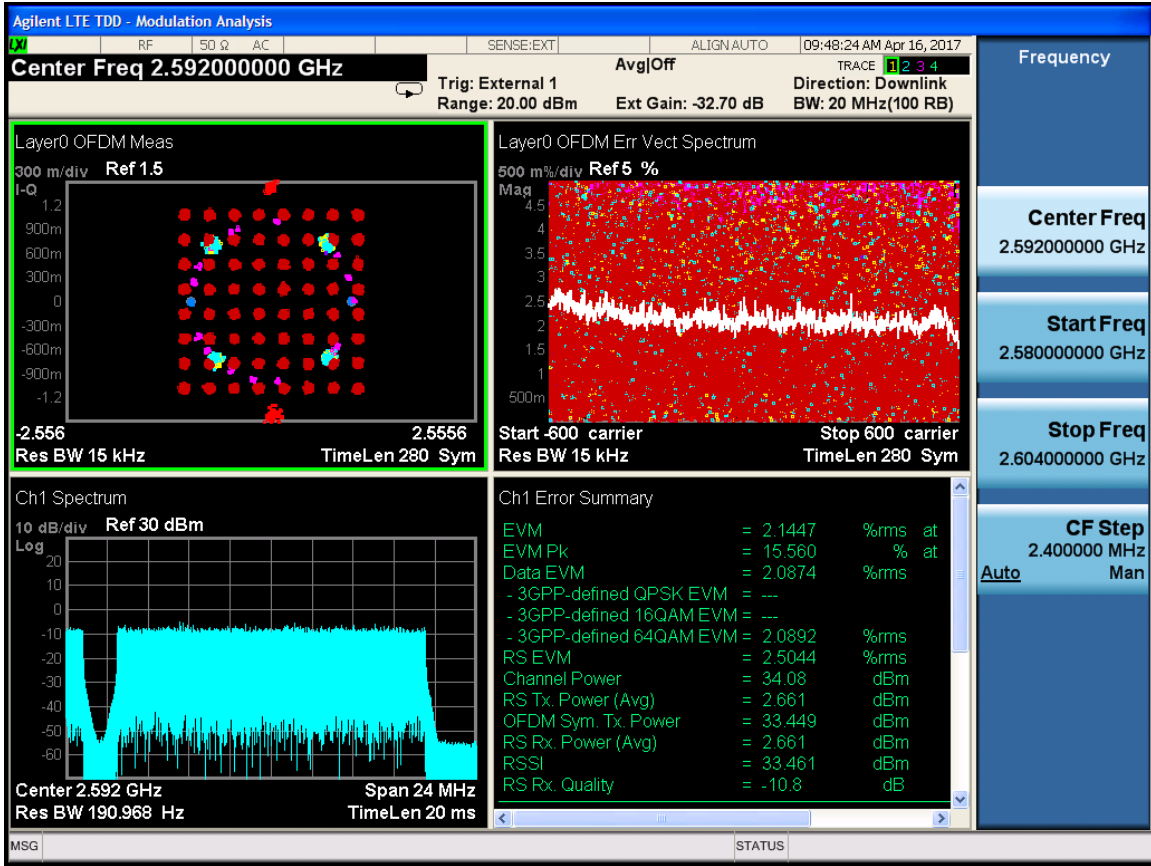 Agilent LTE TDD - Modulation Analysis
LXI RF 50 Ω AC SENSE:EXT ALIGN AUTO 09:48:24 AM Apr 16, 2017
Center Freq 2.592000000 GHz
Avg|Off
TRACE 1 2 3 4
Trig: External 1
Direction: Downlink
Range: 20.00 dBm Ext Gain: -32.70 dB BW: 20 MHz(100 RB)
Layer0 OFDM Meas
300 m/div Ref 1.5
I-Q
1.2
900m
600m
300m
0
-300m
-600m
-900m
-1.2
-2.556 2.5556
Res BW 15 kHz TimeLen 280 Sym
Layer0 OFDM Err Vect Spectrum
500 m%/div Ref 5 %
Mag
4.5
4
3.5
3
2.5
2
1.5
1
500m
Start -600 carrier Stop 600 carrier
Res BW 15 kHz TimeLen 280 Sym
Ch1 Spectrum
10 dB/div Ref 30 dBm
Log
20
10
0
-10
-20
-30
-40
-50
-60
Center 2.592 GHz Span 24 MHz
Res BW 190.968 Hz TimeLen 20 ms
Ch1 Error Summary
EVM = 2.1447 %rms at
EVM Pk = 15.560 % at
Data EVM = 2.0874 %rms
- 3GPP-defined QPSK EVM = ---
- 3GPP-defined 16QAM EVM = ---
- 3GPP-defined 64QAM EVM = 2.0892 %rms
RS EVM = 2.5044 %rms
Channel Power = 34.08 dBm
RS Tx. Power (Avg) = 2.661 dBm
OFDM Sym. Tx. Power = 33.449 dBm
RS Rx. Power (Avg) = 2.661 dBm
RSSI = 33.461 dBm
RS Rx. Quality = -10.8 dB
Frequency
Center Freq
2.592000000 GHz
Start Freq
2.580000000 GHz
Stop Freq
2.604000000 GHz
CF Step
2.400000 MHz
Auto Man
MSG STATUS